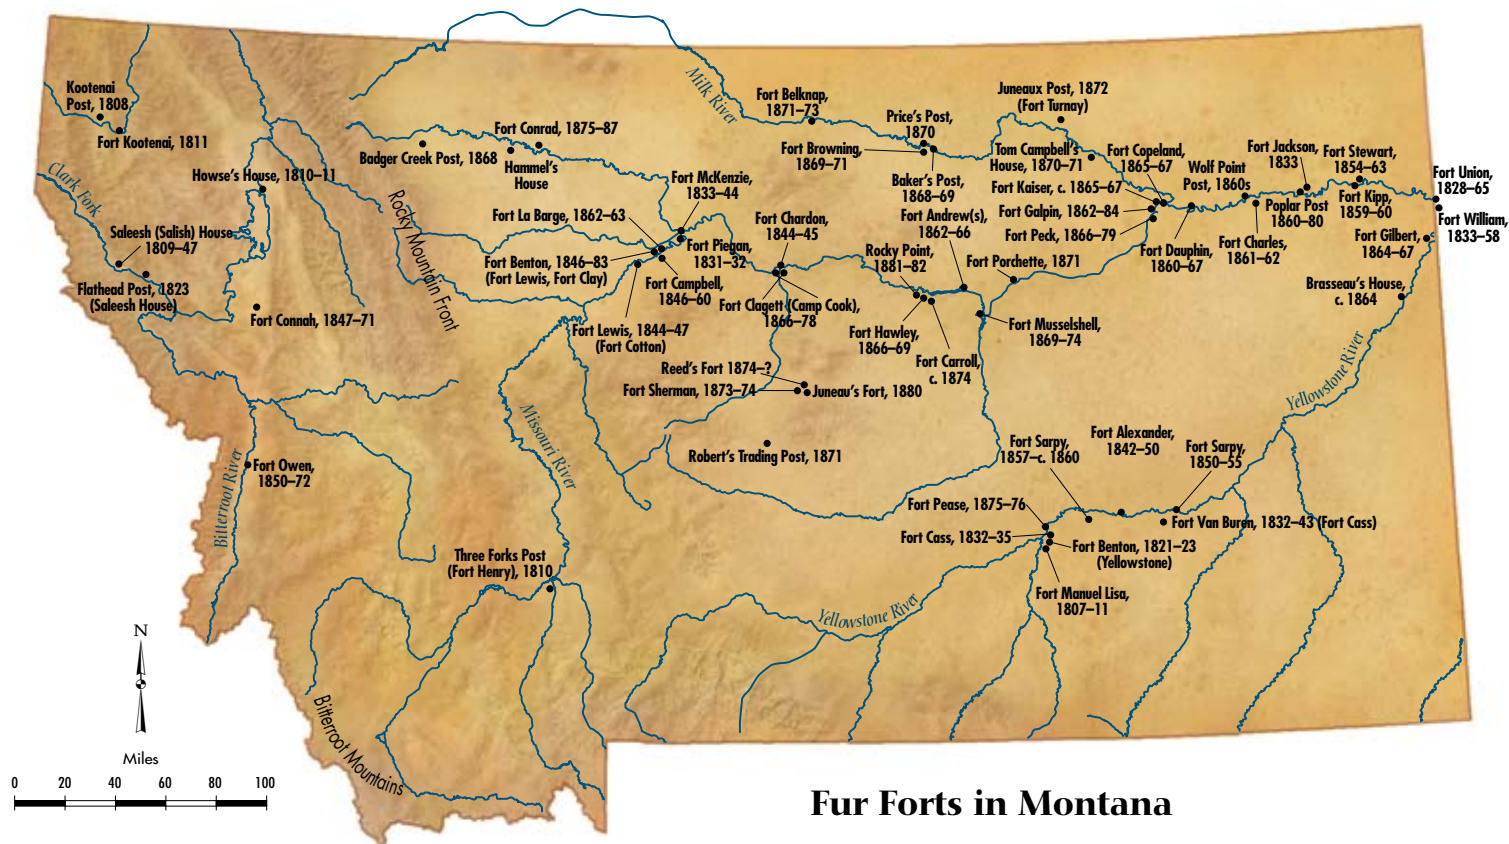 Kootenai
Post, 1808
Fort Kootenai, 1811
Clark Fork
Howse's House, 1810–11
Saleesh (Salish) House
1809–47
Flathead Post, 1823
(Saleesh House)
Fort Connah, 1847–71
Badger Creek Post, 1868
Fort Conrad, 1875–87
Hammel's
House
Rocky Mountain Front
Milk River
Fort Belknap,
1871–73
Price's Post,
1870
Fort Browning,
1869–71
Baker's Post,
1868–69
Juneaux Post, 1872
(Fort Turnay)
Tom Campbell's
House, 1870–71
Fort Copeland,
1865–67
Fort Kaiser, c. 1865–67
Fort Galpin, 1862–84
Fort Peck, 1866–79
Wolf Point
Post, 1860s
Fort Dauphin,
1860–67
Fort Charles,
1861–62
Fort Jackson,
1833
Poplar Post
1860–80
Fort Stewart,
1854–63
Fort Kipp,
1859–60
Fort Union,
1828–65
Fort William,
1833–58
Fort Gilbert,
1864–67
Brasseau's House,
c. 1864
Fort McKenzie,
1833–44
Fort La Barge, 1862–63
Fort Piegan,
1831–32
Fort Benton, 1846–83
(Fort Lewis, Fort Clay)
Fort Campbell,
1846–60
Fort Lewis, 1844–47
(Fort Cotton)
Fort Chardon,
1844–45
Fort Clagett (Camp Cook),
1866–78
Fort Andrew(s),
1862–66
Rocky Point,
1881–82
Fort Porchette, 1871
Fort Hawley,
1866–69
Fort Carroll,
c. 1874
Fort Musselshell,
1869–74
Reed's Fort 1874–?
Fort Sherman, 1873–74
Juneau's Fort, 1880
Robert's Trading Post, 1871
Missouri River
Yellowstone River
Bitterroot River
Fort Owen,
1850–72
Three Forks Post
(Fort Henry), 1810
Fort Sarpy,
1857–c. 1860
Fort Alexander,
1842–50
Fort Sarpy,
1850–55
Fort Pease, 1875–76
Fort Cass, 1832–35
Fort Van Buren, 1832–43 (Fort Cass)
Fort Benton, 1821–23
(Yellowstone)
Fort Manuel Lisa,
1807–11
Yellowstone River
Bitterroot Mountains
N
Miles
0 20 40 60 80 100
Fur Forts in Montana